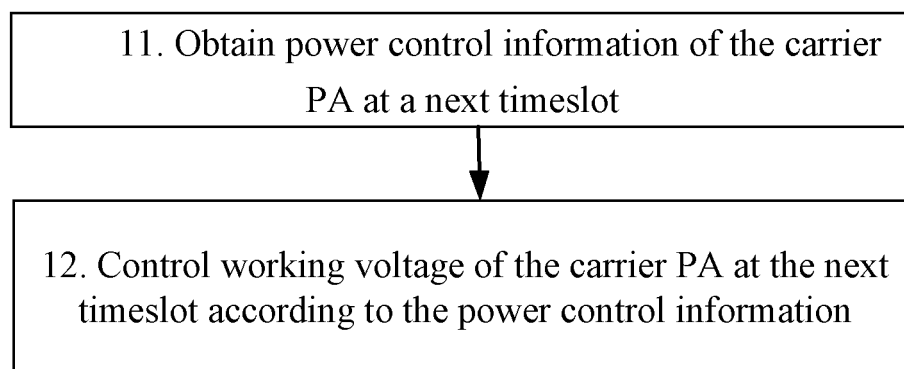 11. Obtain power control information of the carrier
PA at a next timeslot
12. Control working voltage of the carrier PA at the next
timeslot according to the power control information